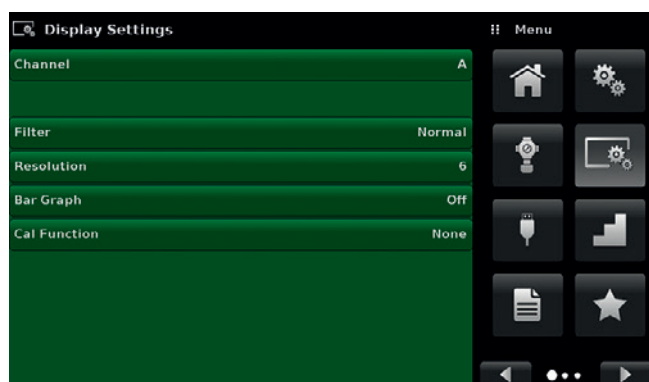 Display Settings
Menu
Channel A
Filter Normal
Resolution 6
Bar Graph Off
Cal Function None